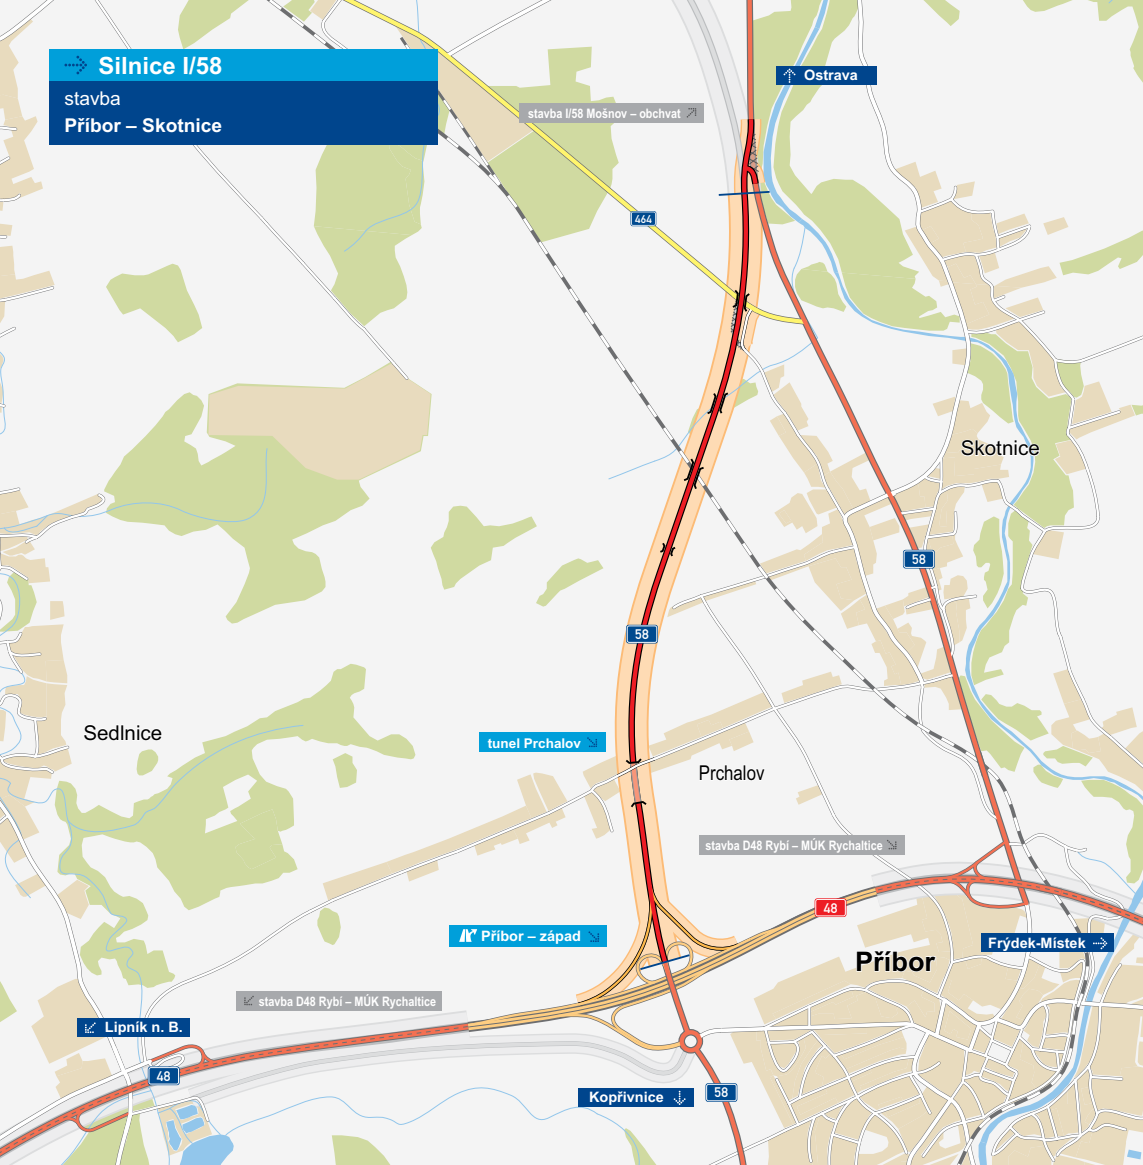 Silnice I/58
stavba
Příbor – Skotnice
Ostrava
stavba I/58 Mošnov – obchvat
464
Skotnice
58
58
Sedlnice
tunel Prchalov
Prchalov
stavba D48 Rybí – MÚK Rychaltice
48
Příbor – západ
Frýdek-Místek
Příbor
stavba D48 Rybí – MÚK Rychaltice
Lipník n. B.
48
Kopřivnice
58